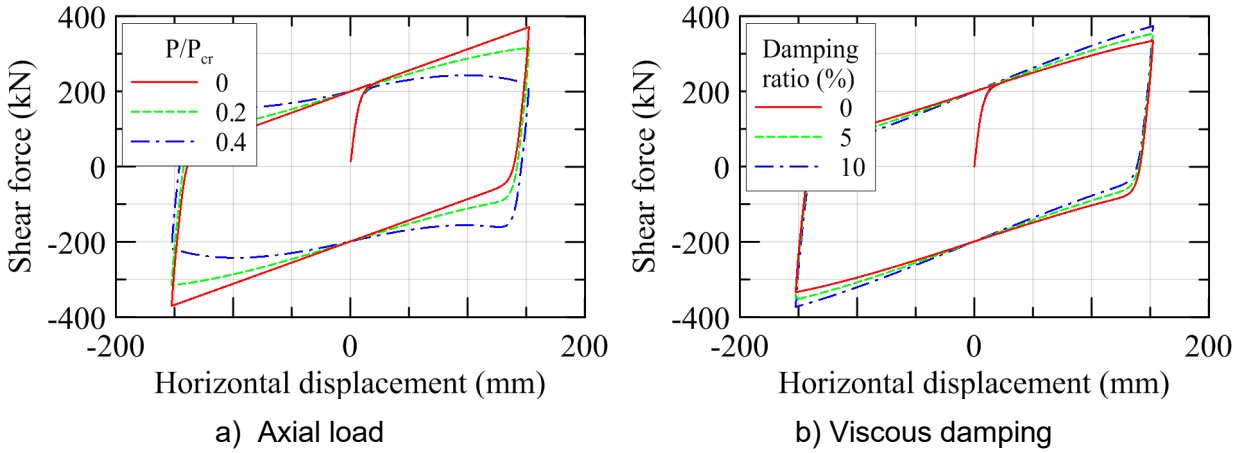 P/Pcr
0
0.2
0.4
400
200
0
-200
-400
-200
0
200
Shear force (kN)
Horizontal displacement (mm)
a) Axial load
Damping
ratio (%)
0
5
10
400
200
0
-200
-400
-200
0
200
Shear force (kN)
Horizontal displacement (mm)
b) Viscous damping